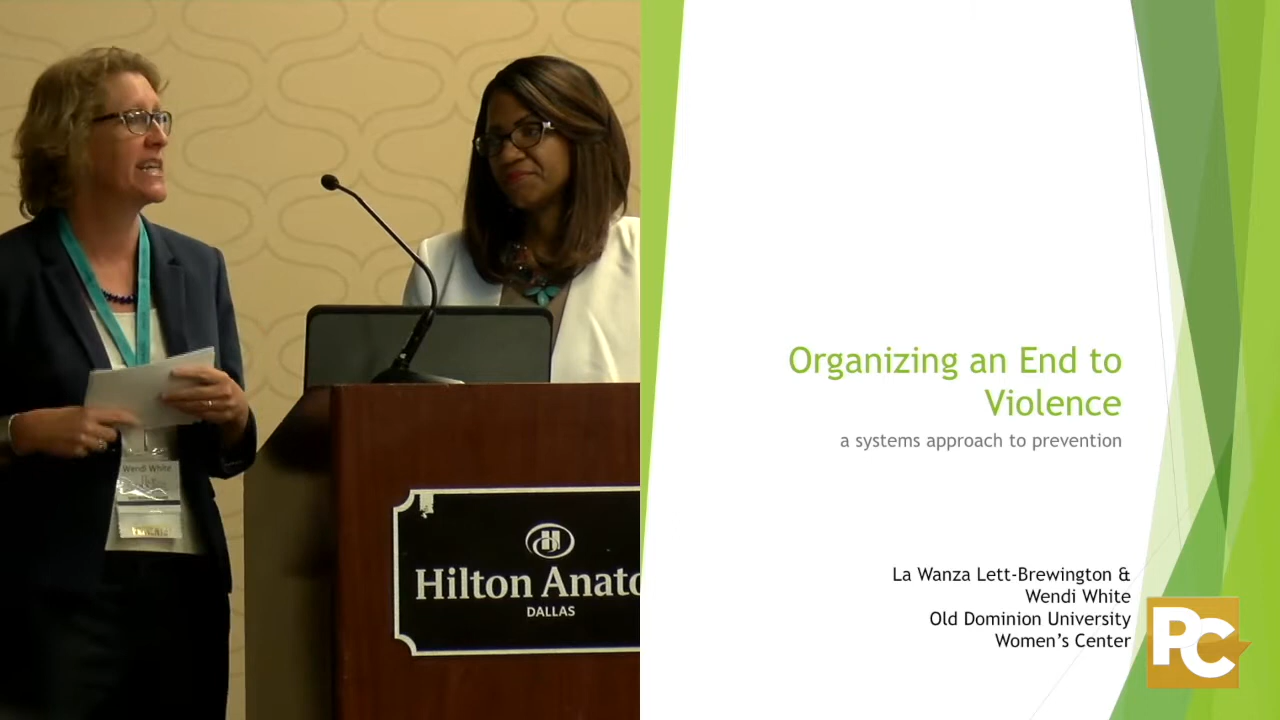 Wendi White
H
Hilton Anato
DALLAS
Organizing an End to
Violence
a systems approach to prevention
La Wanza Lett-Brewington &
Wendi White
Old Dominion University
Women's Center
PC